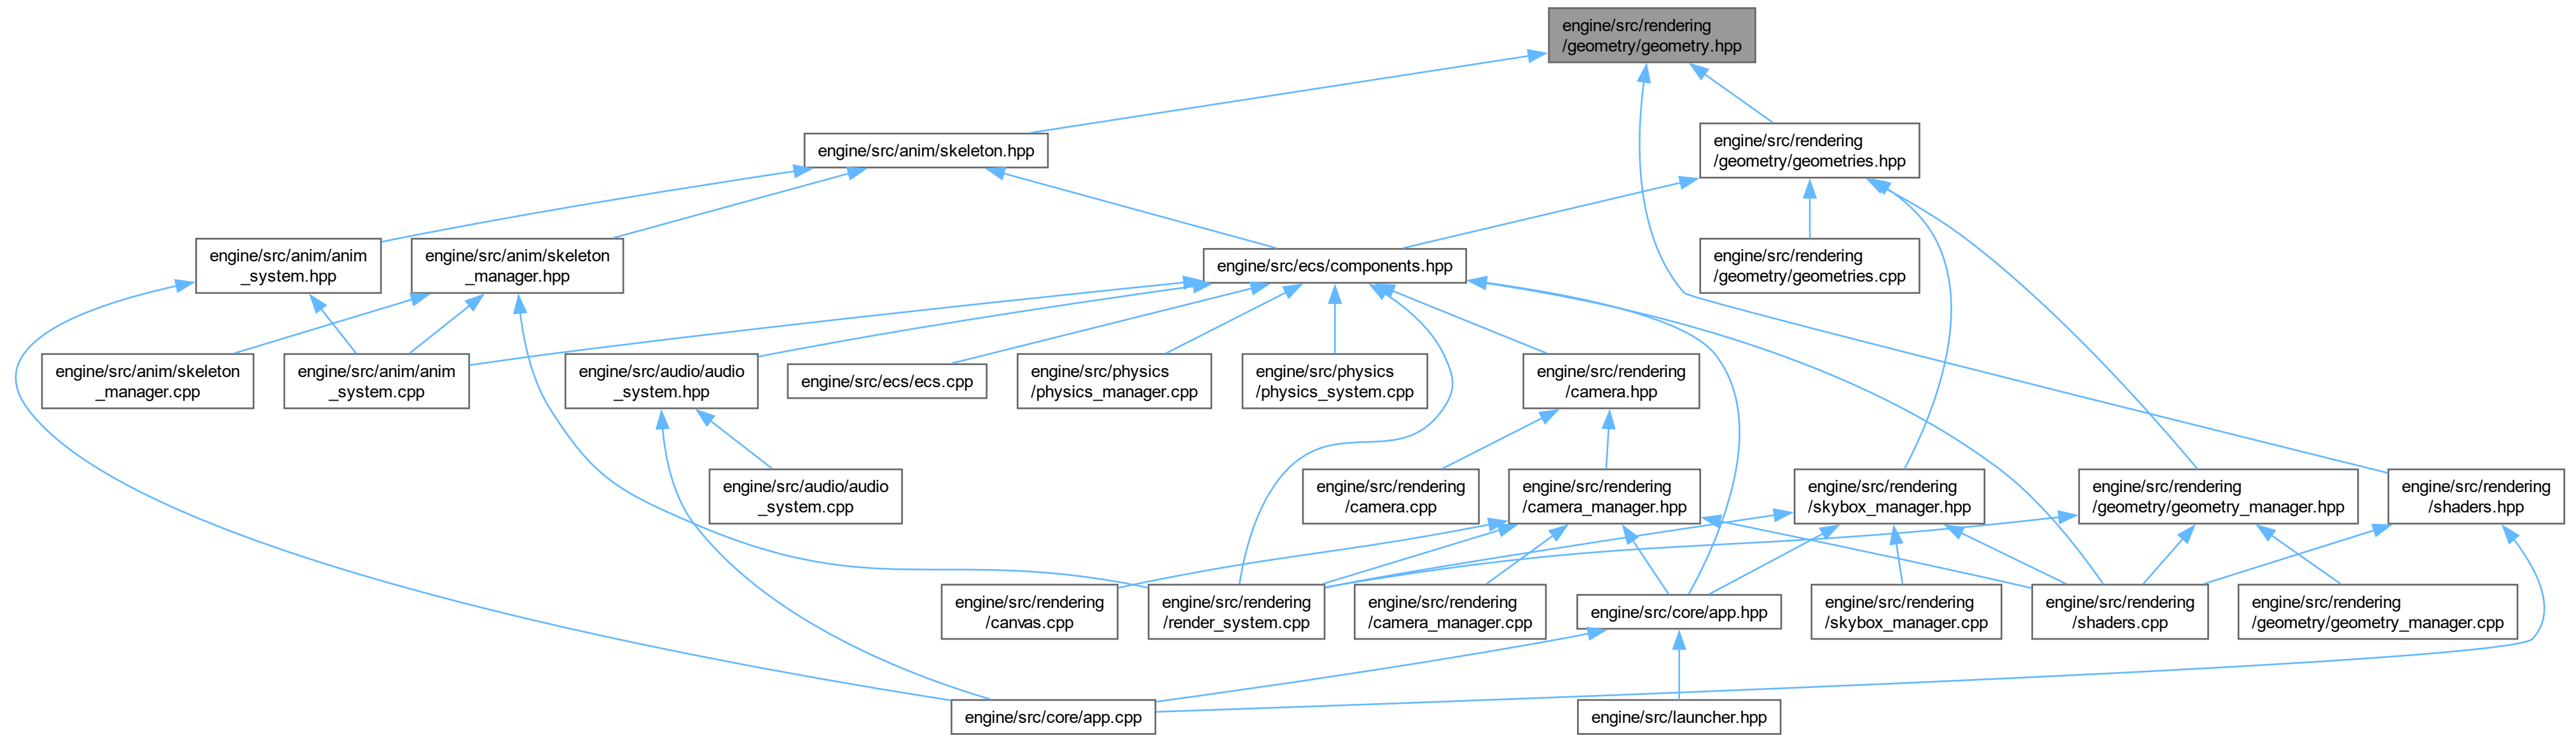 engine/src/rendering
/geometry/geometry.hpp
engine/src/anim/skeleton.hpp
engine/src/rendering
/geometry/geometries.hpp
engine/src/anim/anim
_system.hpp
engine/src/anim/skeleton
_manager.hpp
engine/src/ecs/components.hpp
engine/src/rendering
/geometry/geometries.cpp
engine/src/anim/skeleton
_manager.cpp
engine/src/anim/anim
_system.cpp
engine/src/audio/audio
_system.hpp
engine/src/ecs/ecs.cpp
engine/src/physics
/physics_manager.cpp
engine/src/physics
/physics_system.cpp
engine/src/rendering
/camera.hpp
engine/src/audio/audio
_system.cpp
engine/src/rendering
/camera.cpp
engine/src/rendering
/camera_manager.hpp
engine/src/rendering
/skybox_manager.hpp
engine/src/rendering
/geometry/geometry_manager.hpp
engine/src/rendering
/shaders.hpp
engine/src/rendering
/canvas.cpp
engine/src/rendering
/render_system.cpp
engine/src/rendering
/camera_manager.cpp
engine/src/core/app.hpp
engine/src/rendering
/skybox_manager.cpp
engine/src/rendering
/shaders.cpp
engine/src/rendering
/geometry/geometry_manager.cpp
engine/src/core/app.cpp
engine/src/launcher.hpp